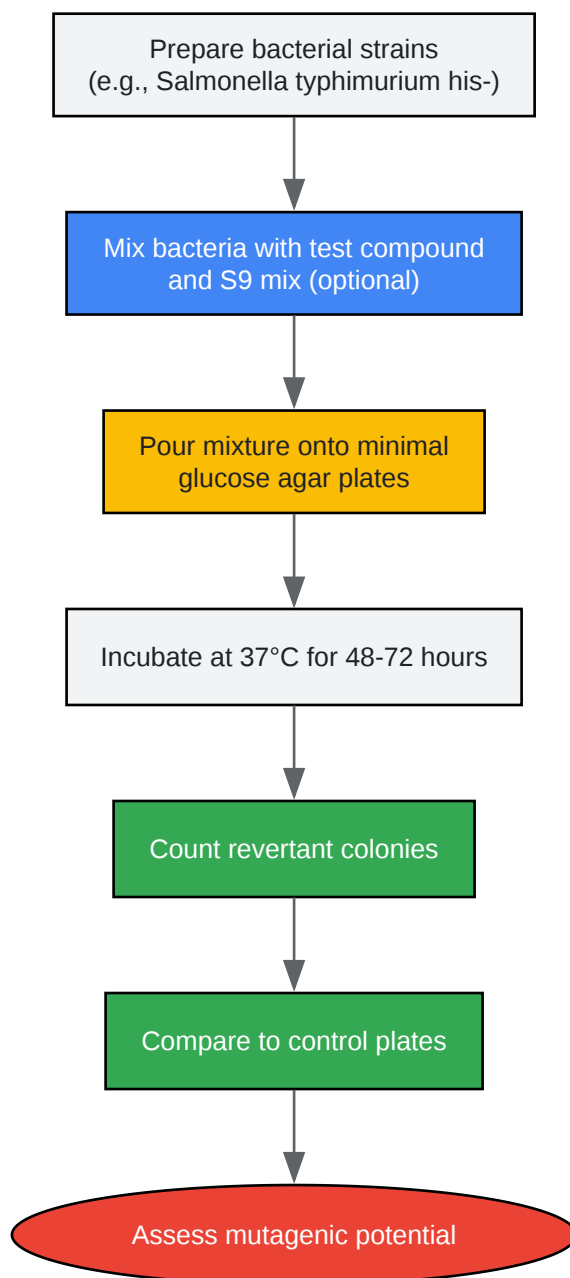 Prepare bacterial strains
(e.g., Salmonella typhimurium his-)
Mix bacteria with test compound
and S9 mix (optional)
Pour mixture onto minimal
glucose agar plates
Incubate at 37°C for 48-72 hours
Count revertant colonies
Compare to control plates
Assess mutagenic potential